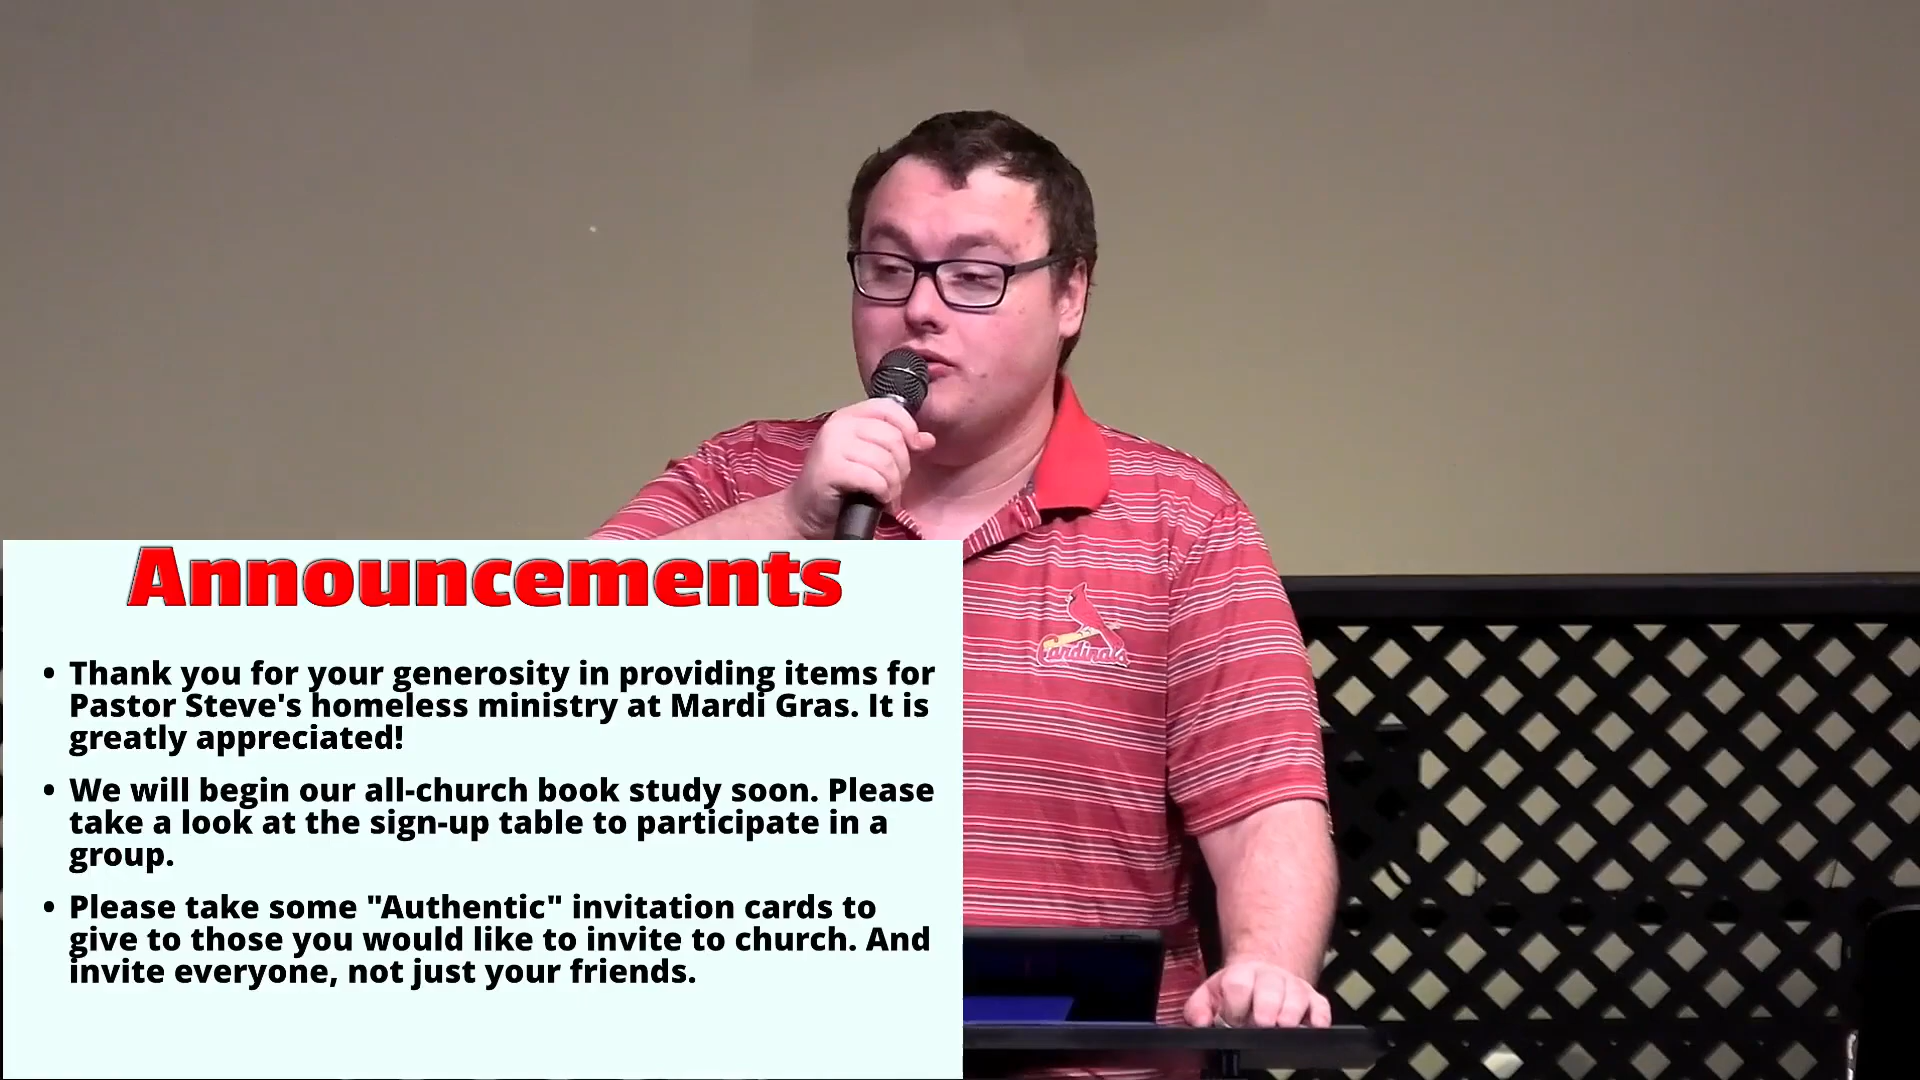 Announcements
• Thank you for your generosity in providing items for
Pastor Steve's homeless ministry at Mardi Gras. It is
greatly appreciated!
• We will begin our all-church book study soon. Please
take a look at the sign-up table to participate in a
group.
• Please take some "Authentic" invitation cards to
give to those you would like to invite to church. And
invite everyone, not just your friends.
Cardinals